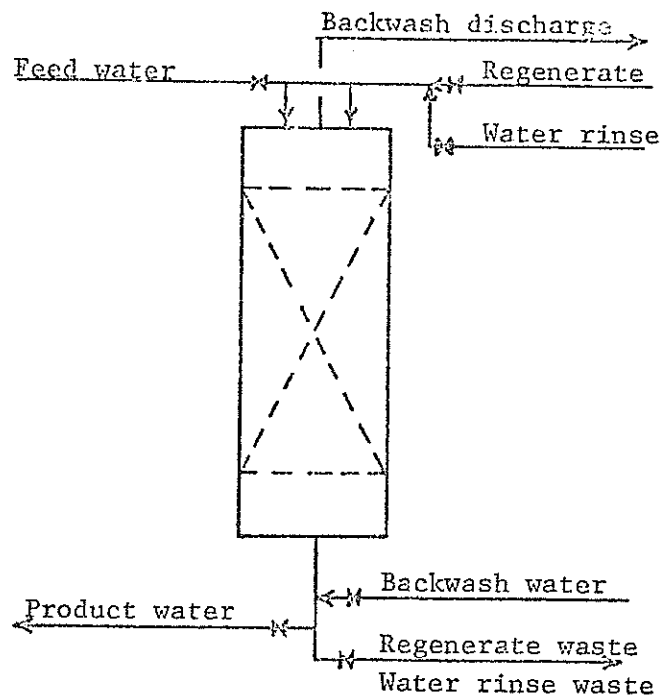 Backwash discharge
Feed water
Regenerate
Water rinse
Backwash water
Product water
Regenerate waste
Water rinse waste